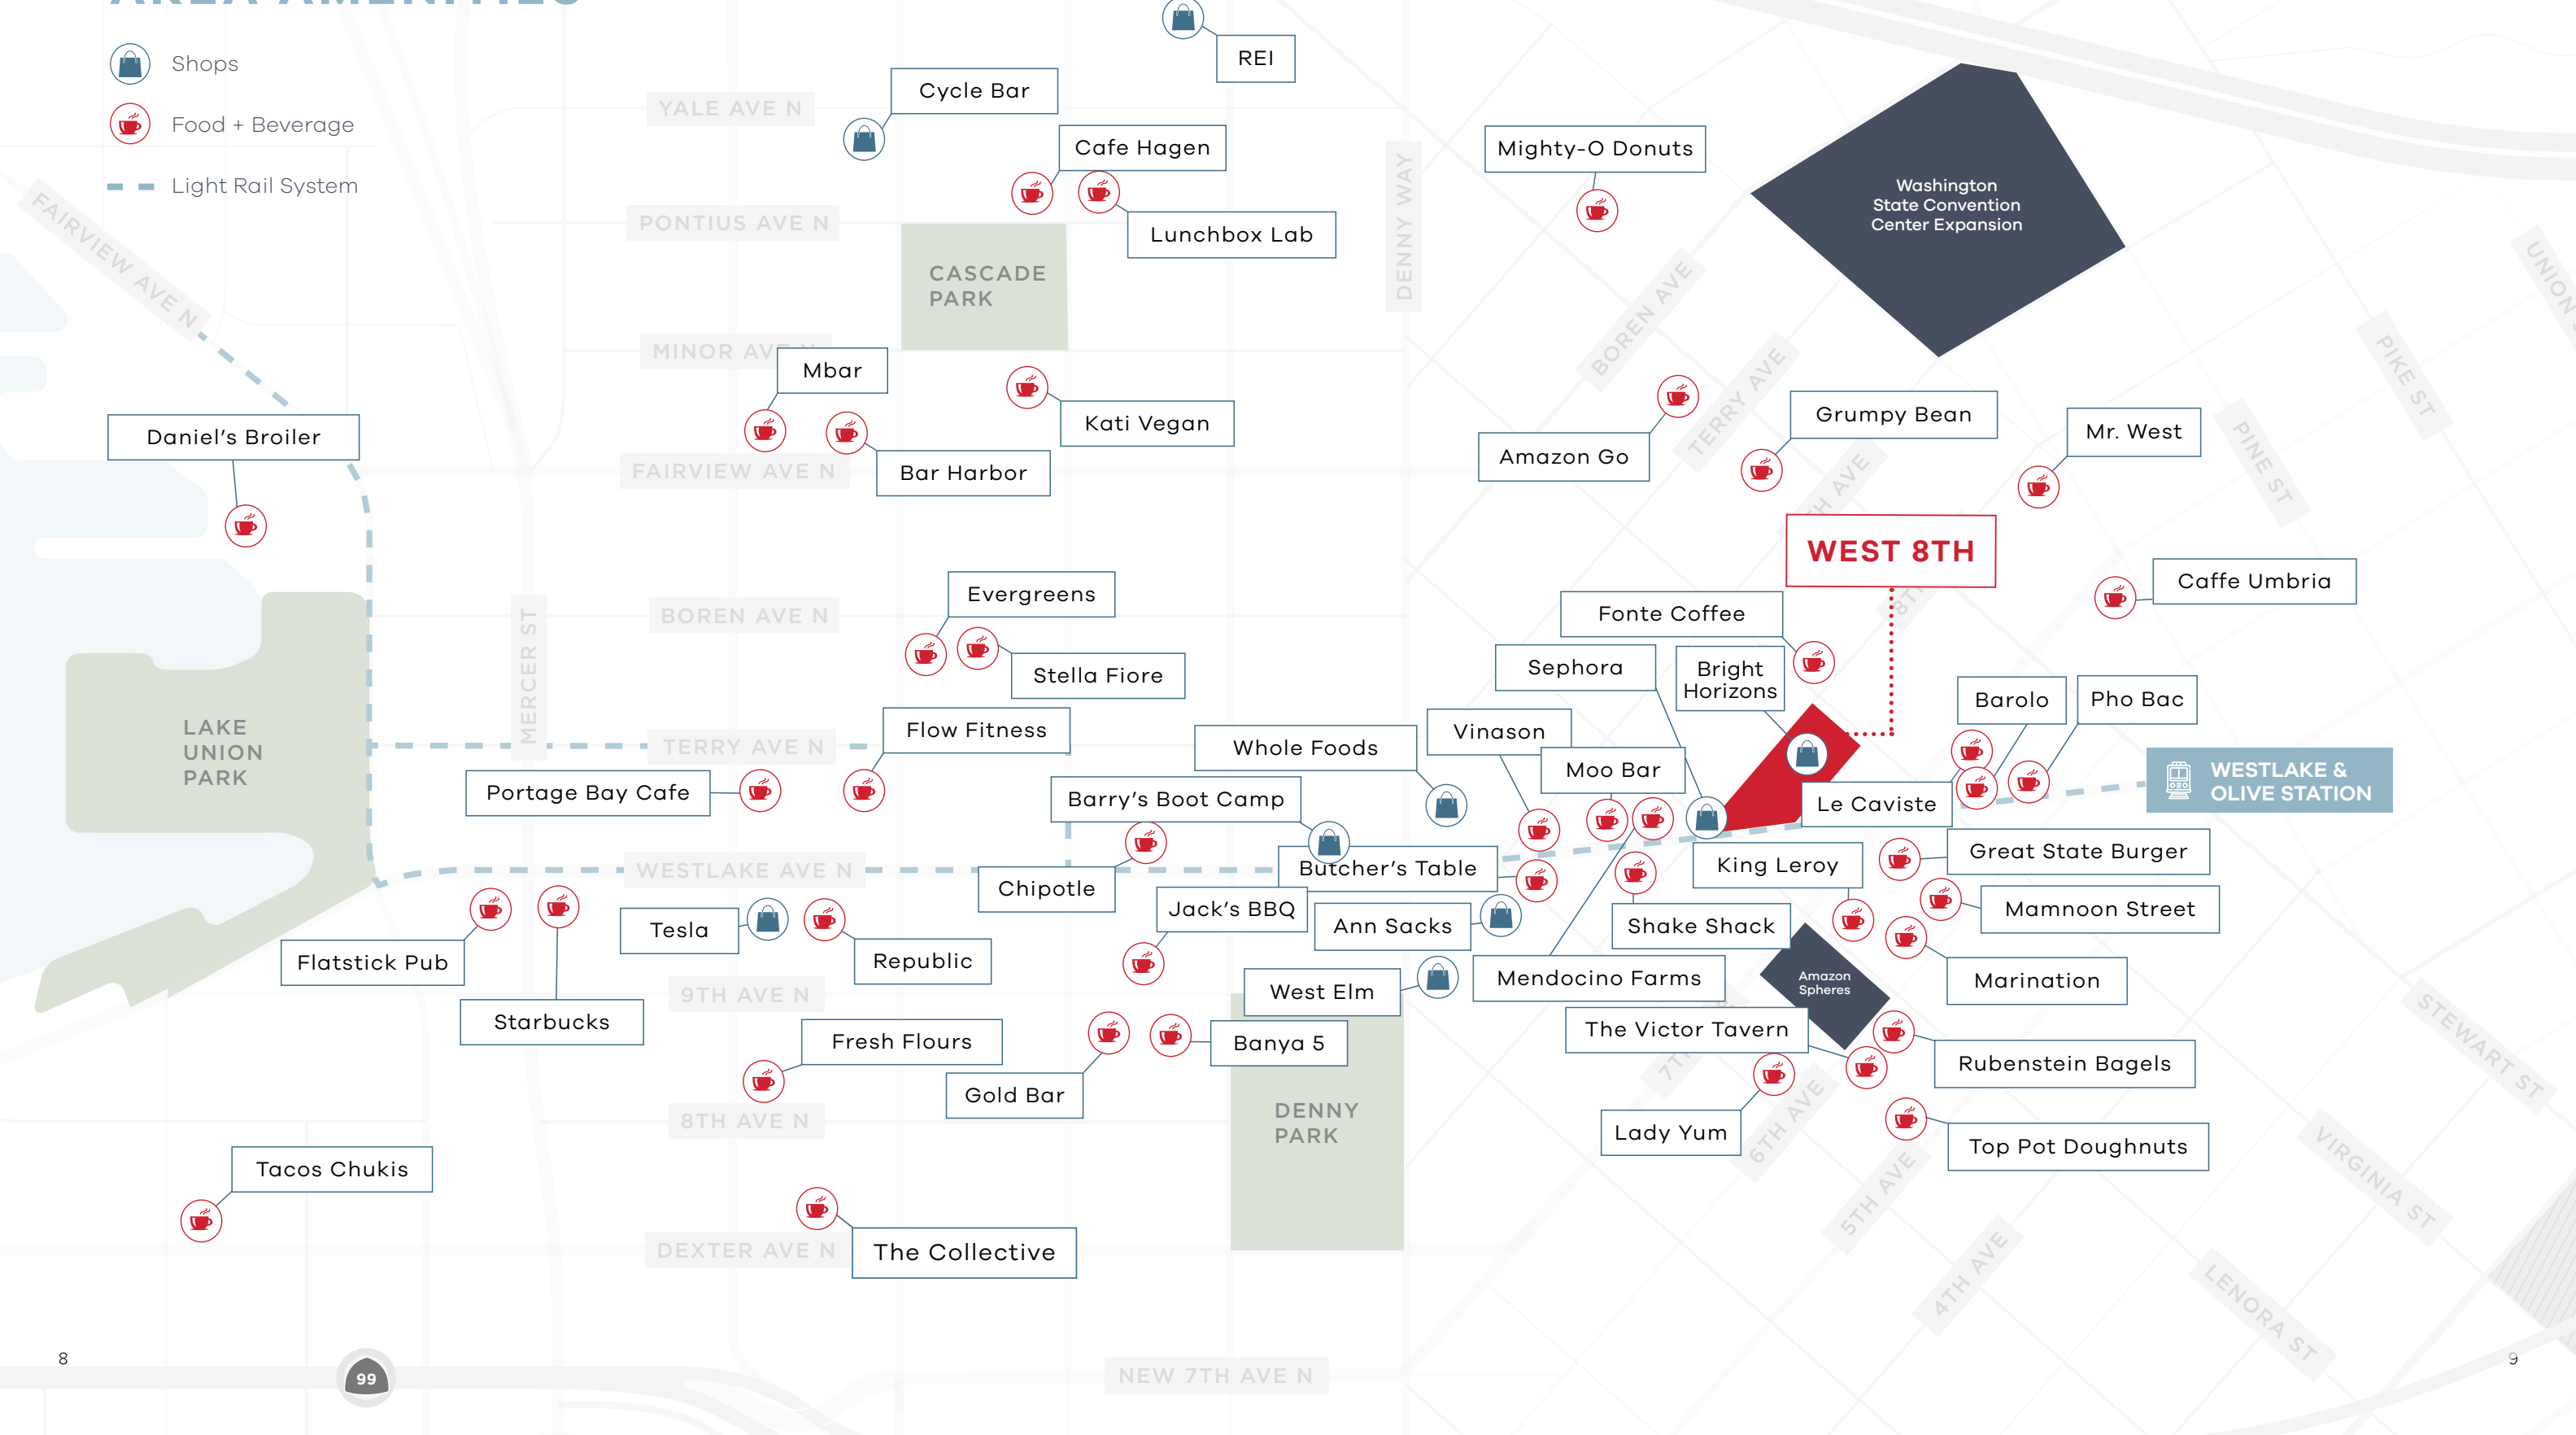 AREA AMENITIES
Shops
Food + Beverage
Light Rail System
REI
Cycle Bar
YALE AVE N
Cafe Hagen
Mighty-O Donuts
PONTIUS AVE N
Lunchbox Lab
DENNY WAY
FAIRVIEW AVE N
Washington
State Convention
Center Expansion
CASCADE
PARK
BOREN AVE
UNION
MINOR AVE N
Mbar
TERRY AVE
PIKE ST
Daniel's Broiler
Kati Vegan
Grumpy Bean
Mr. West
Amazon Go
FAIRVIEW AVE N
Bar Harbor
TH AVE
PINE ST
WEST 8TH
Evergreens
Caffe Umbria
BOREN AVE N
Fonte Coffee
8TH
MERCER ST
Stella Fiore
Sephora
Bright
Horizons
Barolo
Pho Bac
LAKE
UNION
PARK
TERRY AVE N
Flow Fitness
Vinason
Whole Foods
Moo Bar
WESTLAKE &
OLIVE STATION
Portage Bay Cafe
Barry's Boot Camp
Le Caviste
WESTLAKE AVE N
Chipotle
Butcher's Table
King Leroy
Great State Burger
Jack's BBQ
Mamnoon Street
Tesla
Republic
Ann Sacks
Shake Shack
Flatstick Pub
Marination
9TH AVE N
West Elm
Mendocino Farms
Amazon
Spheres
Starbucks
Fresh Flours
Banya 5
The Victor Tavern
7T
STEWART ST
Rubenstein Bagels
Gold Bar
8TH AVE N
DENNY
PARK
Lady Yum
6TH AVE
Top Pot Doughnuts
Tacos Chukis
5TH AVE
VIRGINIA ST
DEXTER AVE N
The Collective
4TH AVE
LENORA ST
8
99
NEW 7TH AVE N
9